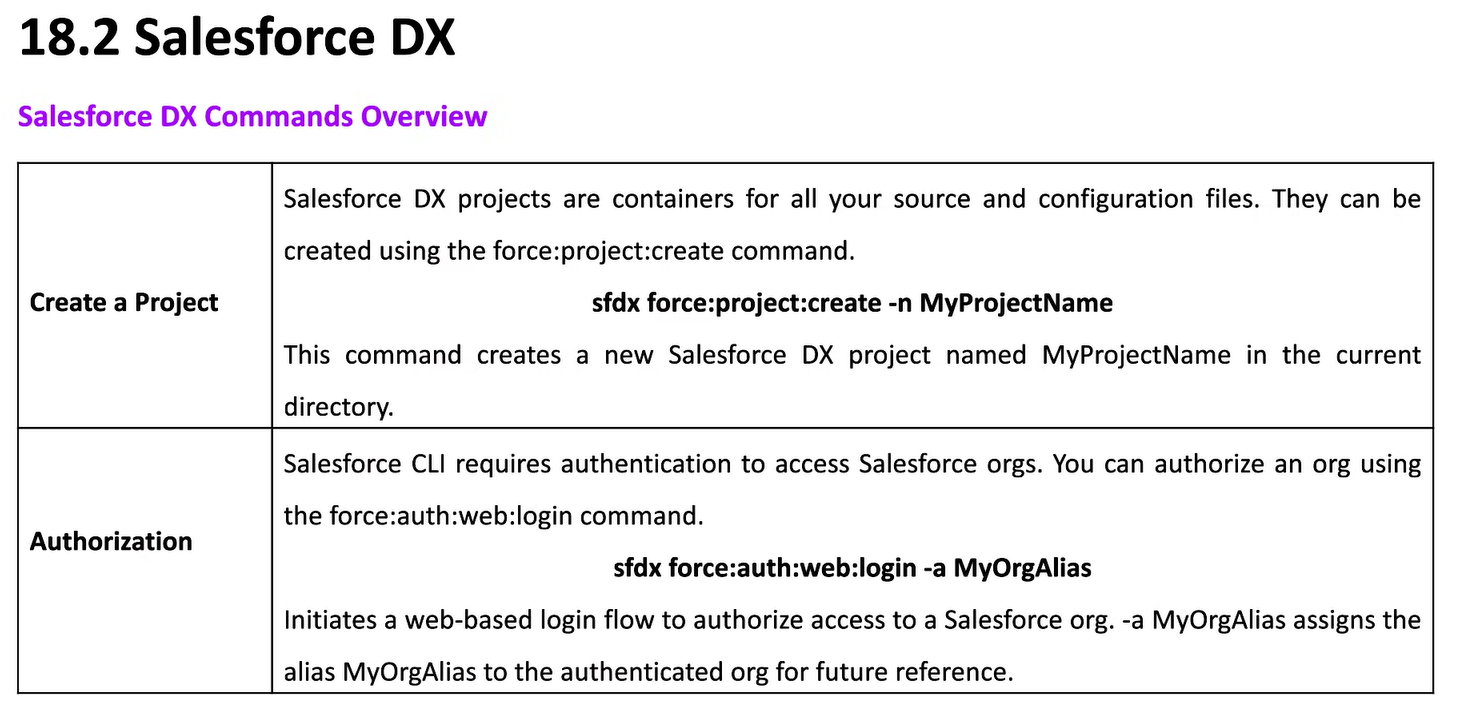 18.2 Salesforce DX
Salesforce DX Commands Overview
Create a Project
Salesforce DX projects are containers for all your source and configuration files. They can be
created using the force:project:create command.
sfdx force:project:create -n MyProjectName
This command creates a new Salesforce DX project named MyProjectName in the current
directory.
Authorization
Salesforce CLI requires authentication to access Salesforce orgs. You can authorize an org using
the force:auth:web:login command.
sfdx force:auth:web:login -a MyOrgAlias
Initiates a web-based login flow to authorize access to a Salesforce org. -a MyOrgAlias assigns the
alias MyOrgAlias to the authenticated org for future reference.